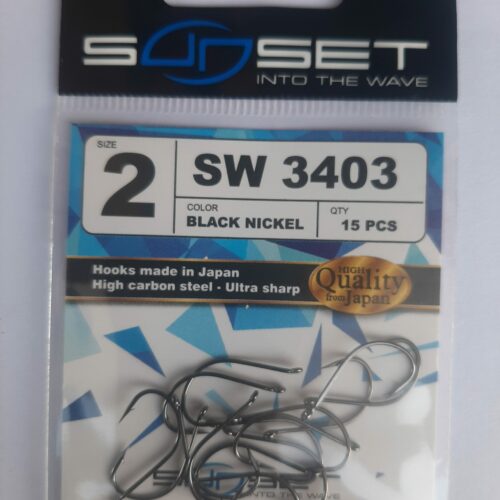 SUNSET
INTO THE WAVE
SIZE
2
SW 3403
COLOR
BLACK NICKEL
QTY
15 PCS
Hooks made in Japan
High carbon steel - Ultra sharp
HIGH
Quality
from Japan
SUNSET
INTO THE WAVE